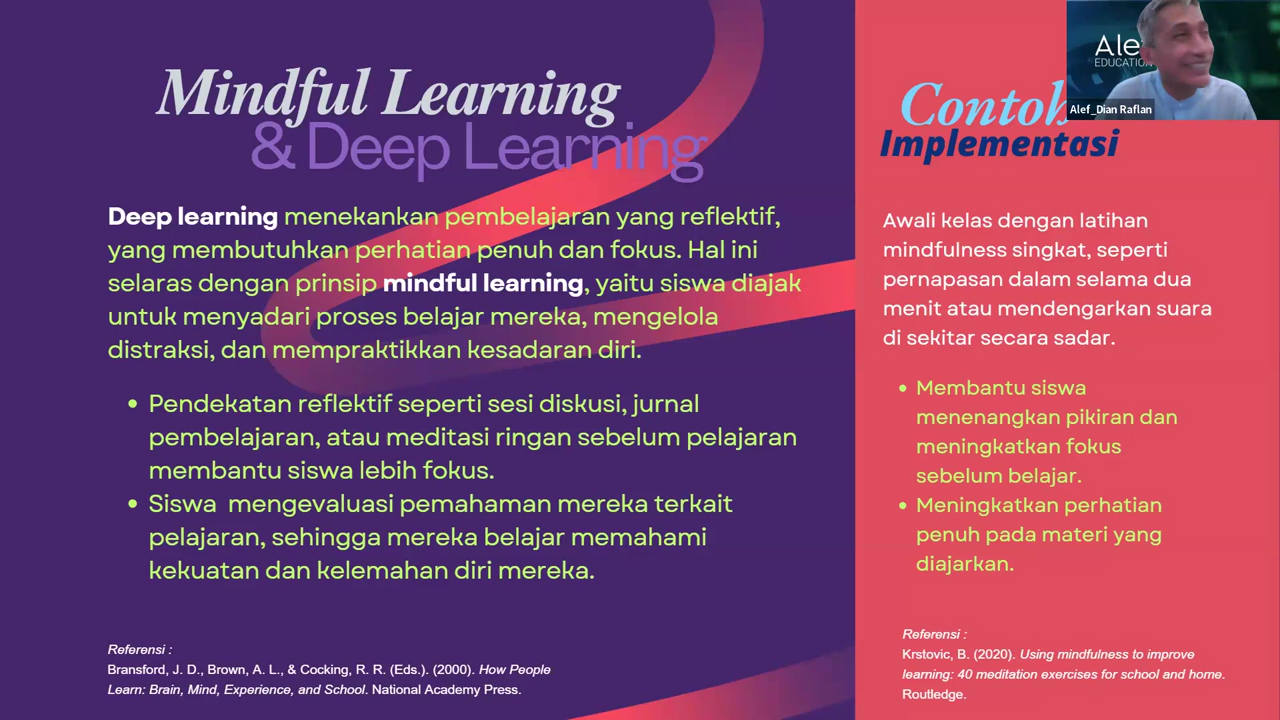 Mindful Learning
& Deep Learning
Deep learning menekankan pembelajaran yang reflektif,
yang membutuhkan perhatian penuh dan fokus. Hal ini
selaras dengan prinsip mindful learning, yaitu siswa diajak
untuk menyadari proses belajar mereka, mengelola
distraksi, dan mempraktikkan kesadaran diri.
• Pendekatan reflektif seperti sesi diskusi, jurnal
pembelajaran, atau meditasi ringan sebelum pelajaran
membantu siswa lebih fokus.
• Siswa mengevaluasi pemahaman mereka terkait
pelajaran, sehingga mereka belajar memahami
kekuatan dan kelemahan diri mereka.
Referensi :
Bransford, J. D., Brown, A. L., & Cocking, R. R. (Eds.). (2000). How People
Learn: Brain, Mind, Experience, and School. National Academy Press.
Contoh
Implementasi
Awali kelas dengan latihan
mindfulness singkat, seperti
pernapasan dalam selama dua
menit atau mendengarkan suara
di sekitar secara sadar.
• Membantu siswa
menenangkan pikiran dan
meningkatkan fokus
sebelum belajar.
• Meningkatkan perhatian
penuh pada materi yang
diajarkan.
Referensi :
Krstovic, B. (2020). Using mindfulness to improve
learning: 40 meditation exercises for school and home.
Routledge.
Ale
EDUCATION
Alef_Dian Raflan